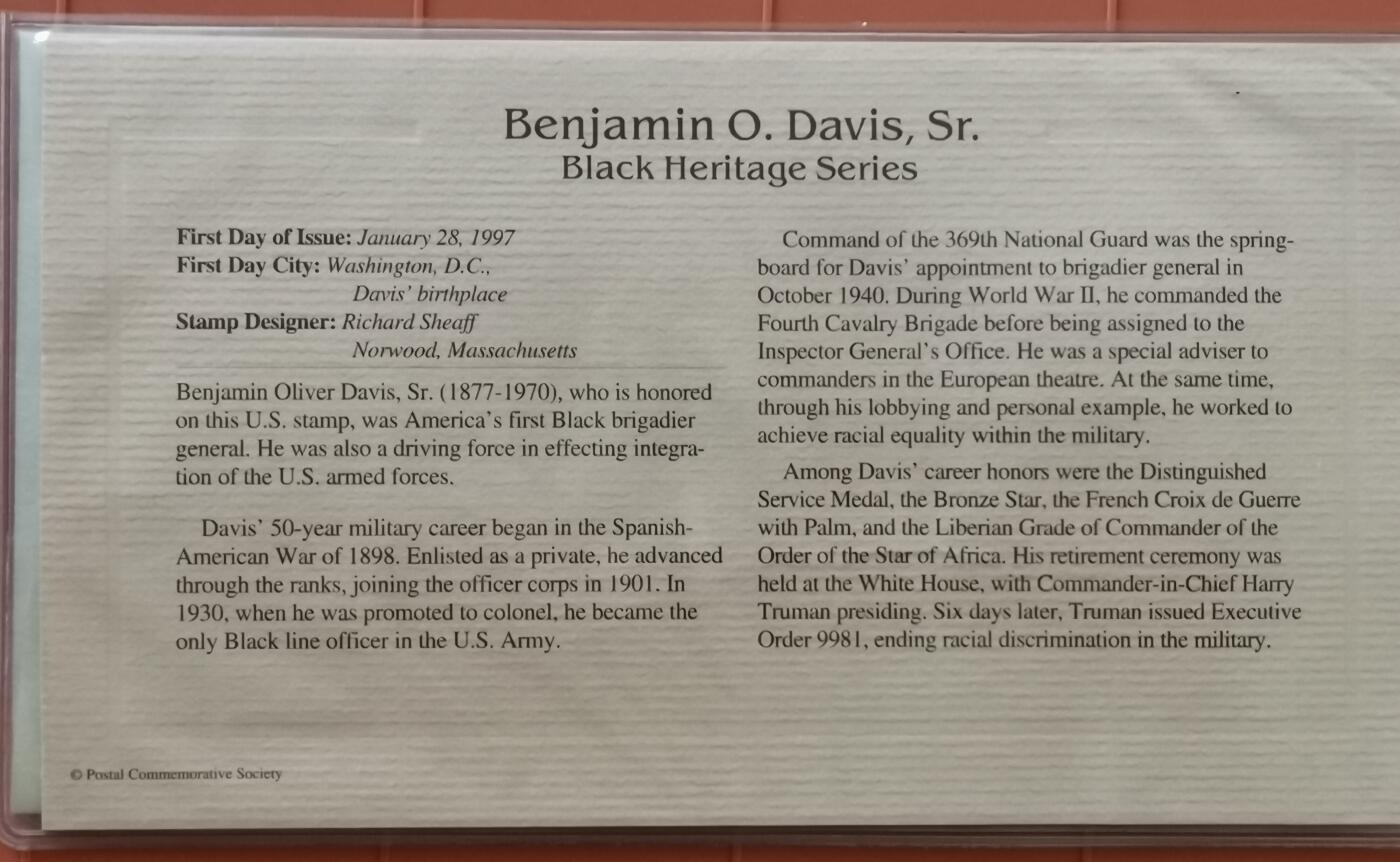 Benjamin O. Davis, Sr.
Black Heritage Series
First Day of Issue: January 28, 1997
First Day City: Washington, D.C.,
Davis' birthplace
Stamp Designer: Richard Sheaff
Norwood, Massachusetts
Benjamin Oliver Davis, Sr. (1877-1970), who is honored
on this U.S. stamp, was America's first Black brigadier
general. He was also a driving force in effecting integra-
tion of the U.S. armed forces.
Davis' 50-year military career began in the Spanish-
American War of 1898. Enlisted as a private, he advanced
through the ranks, joining the officer corps in 1901. In
1930, when he was promoted to colonel, he became the
only Black line officer in the U.S. Army.
Command of the 369th National Guard was the spring-
board for Davis' appointment to brigadier general in
October 1940. During World War II, he commanded the
Fourth Cavalry Brigade before being assigned to the
Inspector General's Office. He was a special adviser to
commanders in the European theatre. At the same time,
through his lobbying and personal example, he worked to
achieve racial equality within the military.
Among Davis' career honors were the Distinguished
Service Medal, the Bronze Star, the French Croix de Guerre
with Palm, and the Liberian Grade of Commander of the
Order of the Star of Africa. His retirement ceremony was
held at the White House, with Commander-in-Chief Harry
Truman presiding. Six days later, Truman issued Executive
Order 9981, ending racial discrimination in the military.
© Postal Commemorative Society